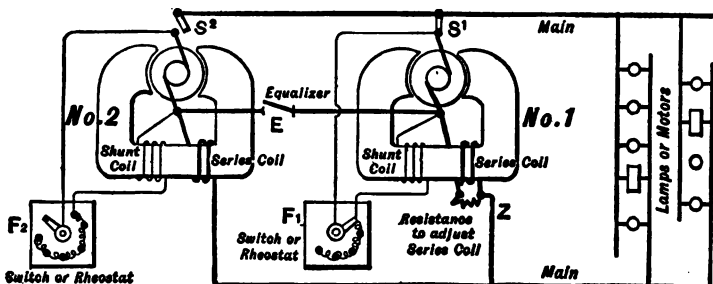 S²
S¹
Main
Equalizer
E
No.2
No.1
Shunt
Coil
Series Coil
Shunt
Coil
Series Coil
Lamps or Motors
F2
Switch or Rheostat
F1
Switch or
Rheostat
Resistance
to adjust
Series Coil
Z
Main